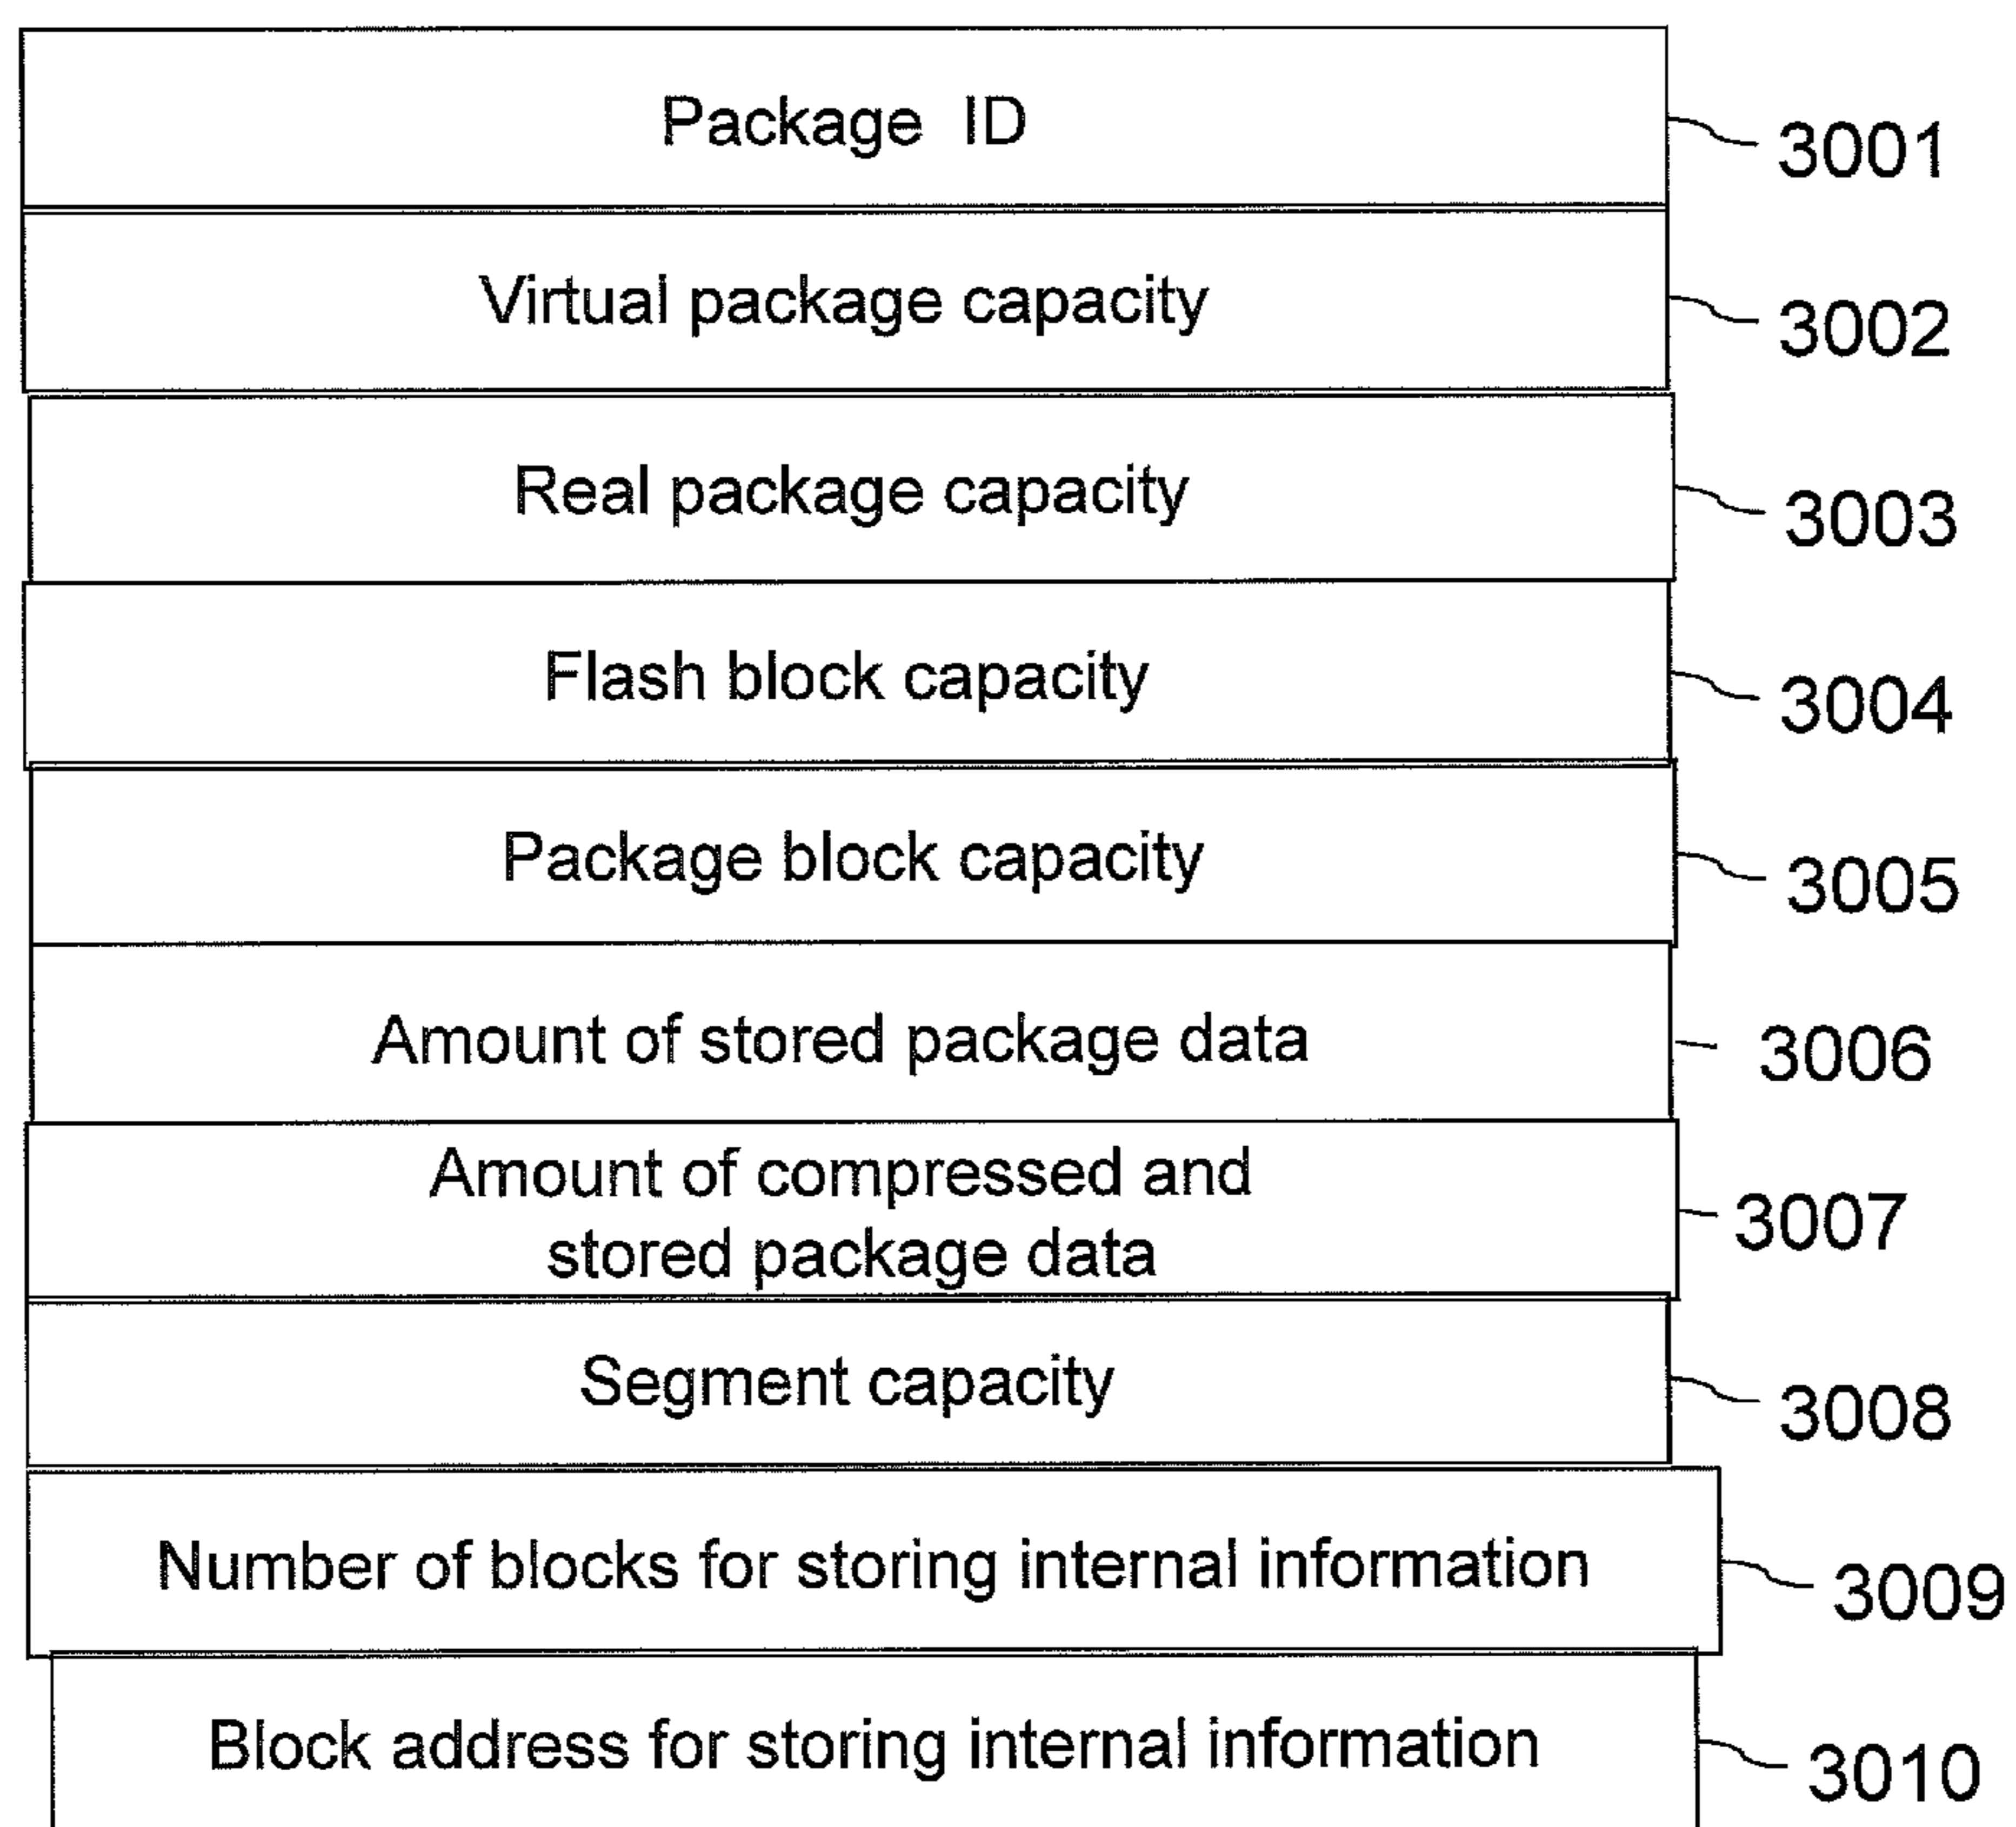 Package ID
3001
Virtual package capacity
3002
Real package capacity
3003
Flash block capacity
3004
Package block capacity
3005
Amount of stored package data
3006
Amount of compressed and
stored package data
3007
Segment capacity
3008
Number of blocks for storing internal information
3009
Block address for storing internal information
3010